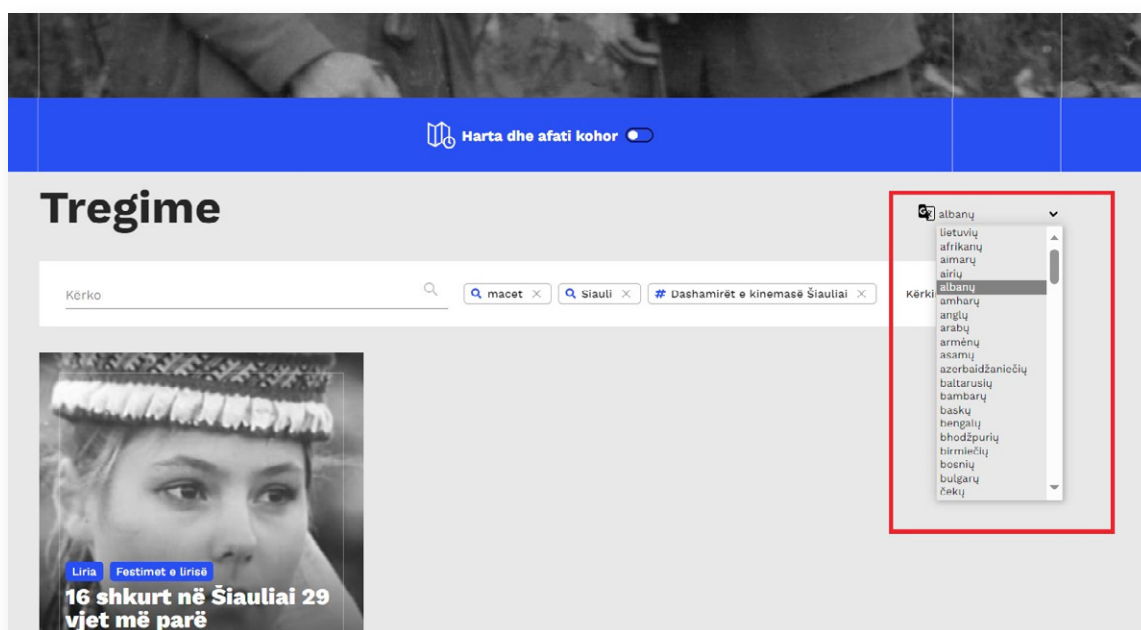 Harta dhe afati kohor
Tregime
albanų
lietuvių
afrikanų
aimarų
airių
albanų
amharų
anglų
arabų
armėnų
asamų
azerbaidžaniečių
baltarusių
bambarų
baskų
bengalų
bhodžpurių
birmiečių
bosnių
bulgarų
čekų
Kërko
macet
Siauli
# Dashamirët e kinemasë Šiauliai
Liria
Festimet e lirisë
16 shkurt në Šiauliai 29
vjet më parë